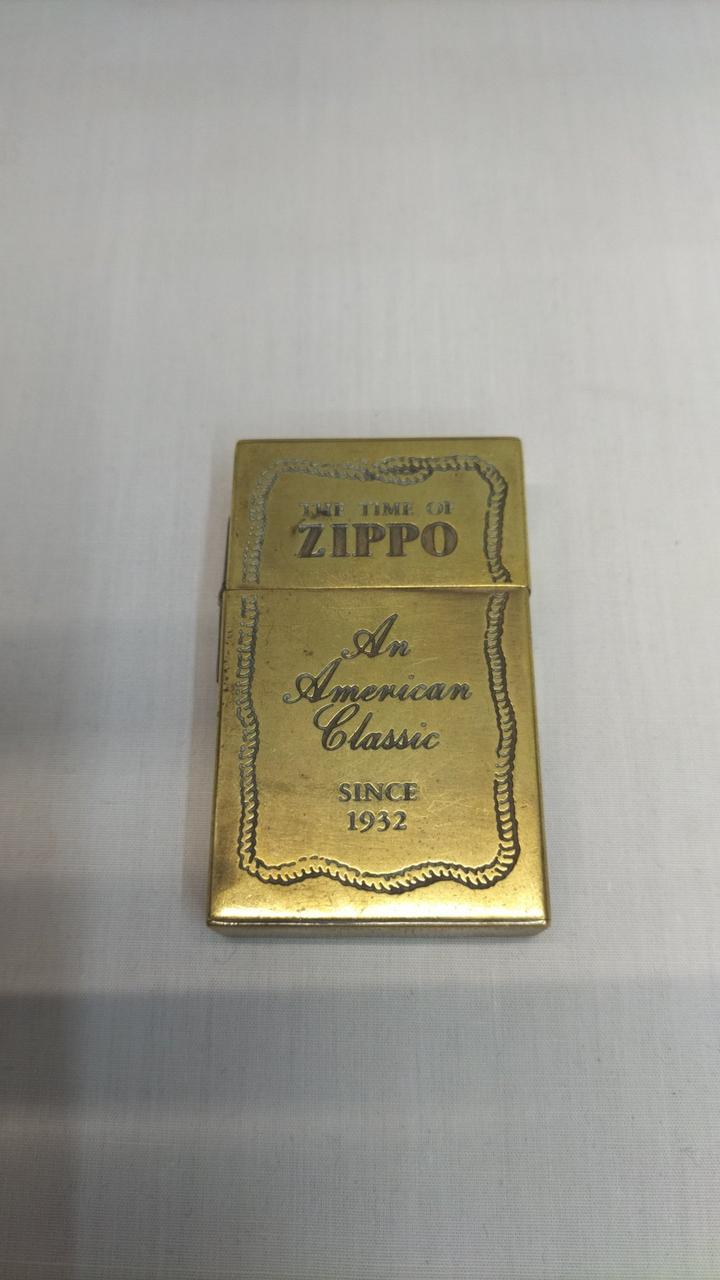 THE TIME OF
ZIPPO
An
American
Classic
SINCE
1932